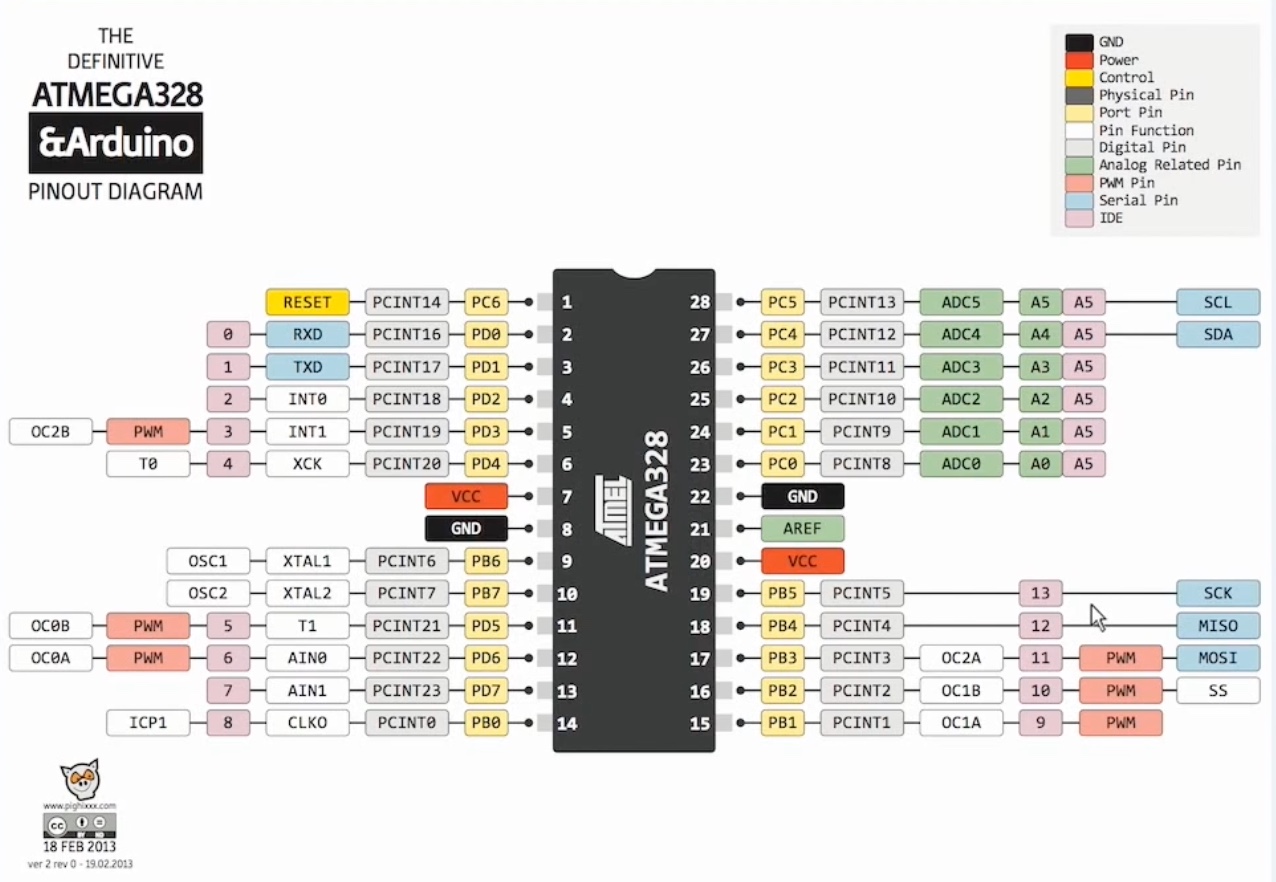 THE
DEFINITIVE
ATMEGA328
&Arduino
PINOUT DIAGRAM
GND
Power
Control
Physical Pin
Port Pin
Pin Function
Digital Pin
Analog Related Pin
PWM Pin
Serial Pin
IDE
RESET PCINT14 PC6 1 28 PC5 PCINT13 ADC5 A5 A5 SCL
0 RXD PCINT16 PD0 2 27 PC4 PCINT12 ADC4 A4 A5 SDA
1 TXD PCINT17 PD1 3 26 PC3 PCINT11 ADC3 A3 A5
2 INT0 PCINT18 PD2 4 25 PC2 PCINT10 ADC2 A2 A5
OC2B PWM 3 INT1 PCINT19 PD3 5 24 PC1 PCINT9 ADC1 A1 A5
T0 4 XCK PCINT20 PD4 6 23 PC0 PCINT8 ADC0 A0 A5
VCC 7 22 GND
GND 8 21 AREF
OSC1 XTAL1 PCINT6 PB6 9 20 VCC
OSC2 XTAL2 PCINT7 PB7 10 19 PB5 PCINT5 13 SCK
OC0B PWM 5 T1 PCINT21 PD5 11 18 PB4 PCINT4 12 MISO
OC0A PWM 6 AIN0 PCINT22 PD6 12 17 PB3 PCINT3 OC2A 11 PWM MOSI
7 AIN1 PCINT23 PD7 13 16 PB2 PCINT2 OC1B 10 PWM SS
ICP1 8 CLKO PCINT0 PB0 14 15 PB1 PCINT1 OC1A 9 PWM
ATMEL
ATMEGA328
www.pighixxx.com
cc
BY ND
18 FEB 2013
ver 2 rev 0 - 19.02.2013